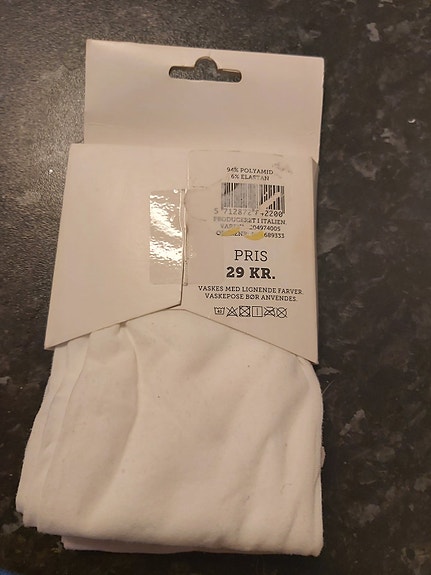 94% POLYAMID
6% ELASTAN
PRODUCERET I ITALIEN
PRIS
29 KR.
VASKES MED LIGNENDE FARVER.
VASKEPOSE BØR ANVENDES.